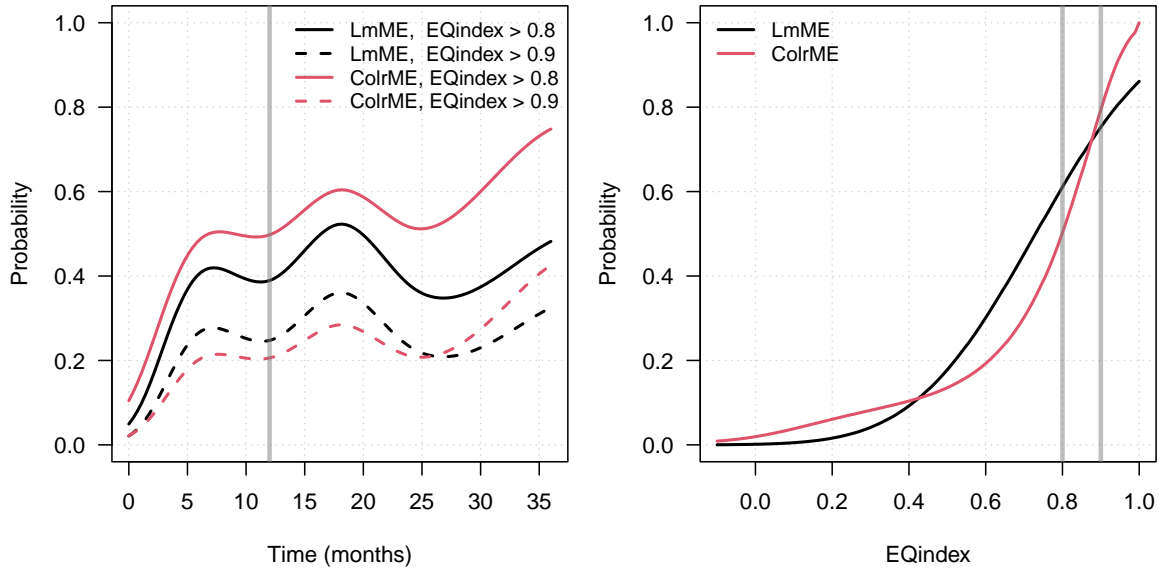 LmME, EQindex > 0.8
LmME, EQindex > 0.9
ColrME, EQindex > 0.8
ColrME, EQindex > 0.9
1.0
0.8
0.6
0.4
0.2
0.0
Probability
0 5 10 15 20 25 30 35
Time (months)
LmME
ColrME
1.0
0.8
0.6
0.4
0.2
0.0
Probability
0.0 0.2 0.4 0.6 0.8 1.0
EQindex